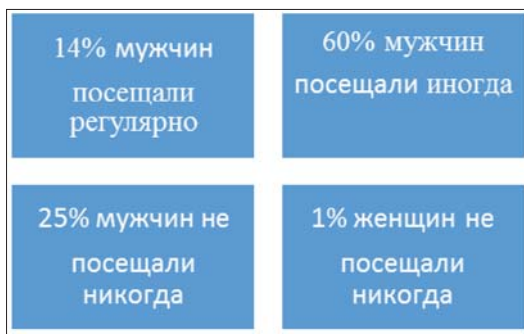 14% мужчин
посещали
регулярно
60% мужчин
посещали иногда
25% мужчин не
посещали
никогда
1% женщин не
посещали
никогда